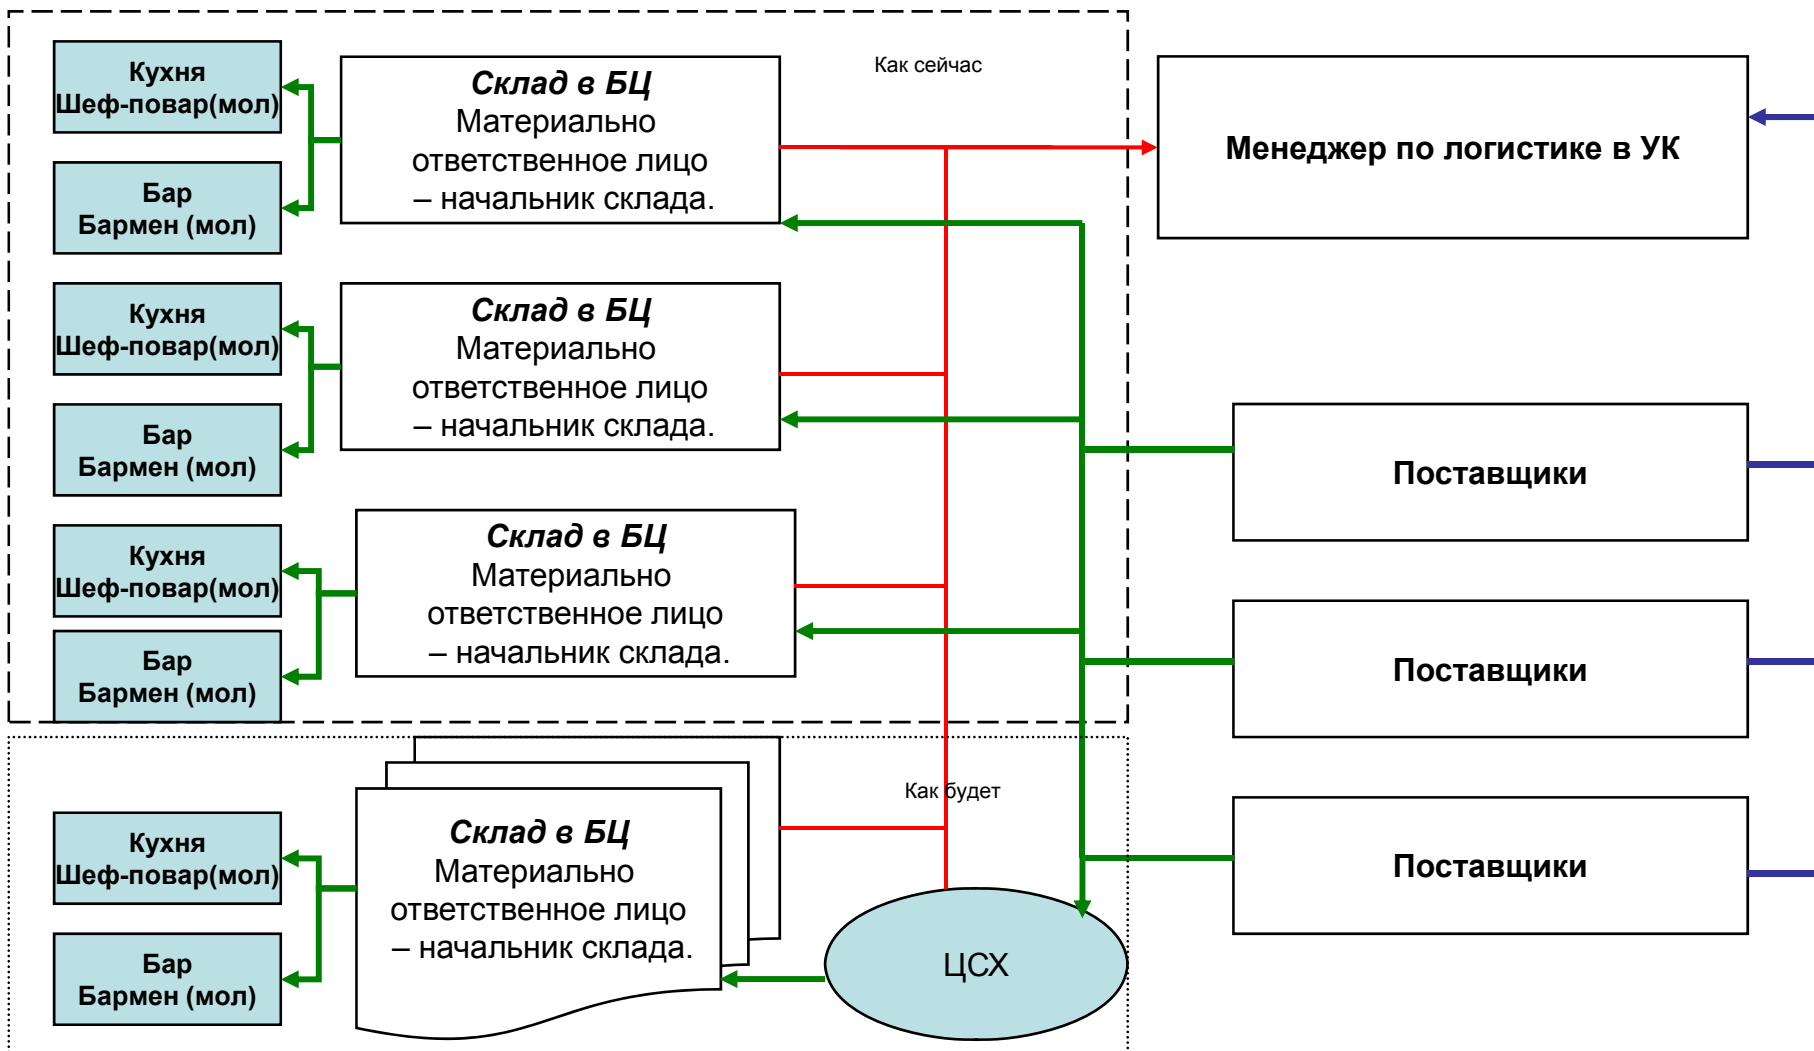 Как сейчас
Кухня
Шеф-повар(мол)
Бар
Бармен (мол)
Склад в БЦ
Материально
ответственное лицо
– начальник склада.
Менеджер по логистике в УК
Кухня
Шеф-повар(мол)
Бар
Бармен (мол)
Склад в БЦ
Материально
ответственное лицо
– начальник склада.
Поставщики
Кухня
Шеф-повар(мол)
Бар
Бармен (мол)
Склад в БЦ
Материально
ответственное лицо
– начальник склада.
Поставщики
Как будет
Кухня
Шеф-повар(мол)
Бар
Бармен (мол)
Склад в БЦ
Материально
ответственное лицо
– начальник склада.
ЦСХ
Поставщики